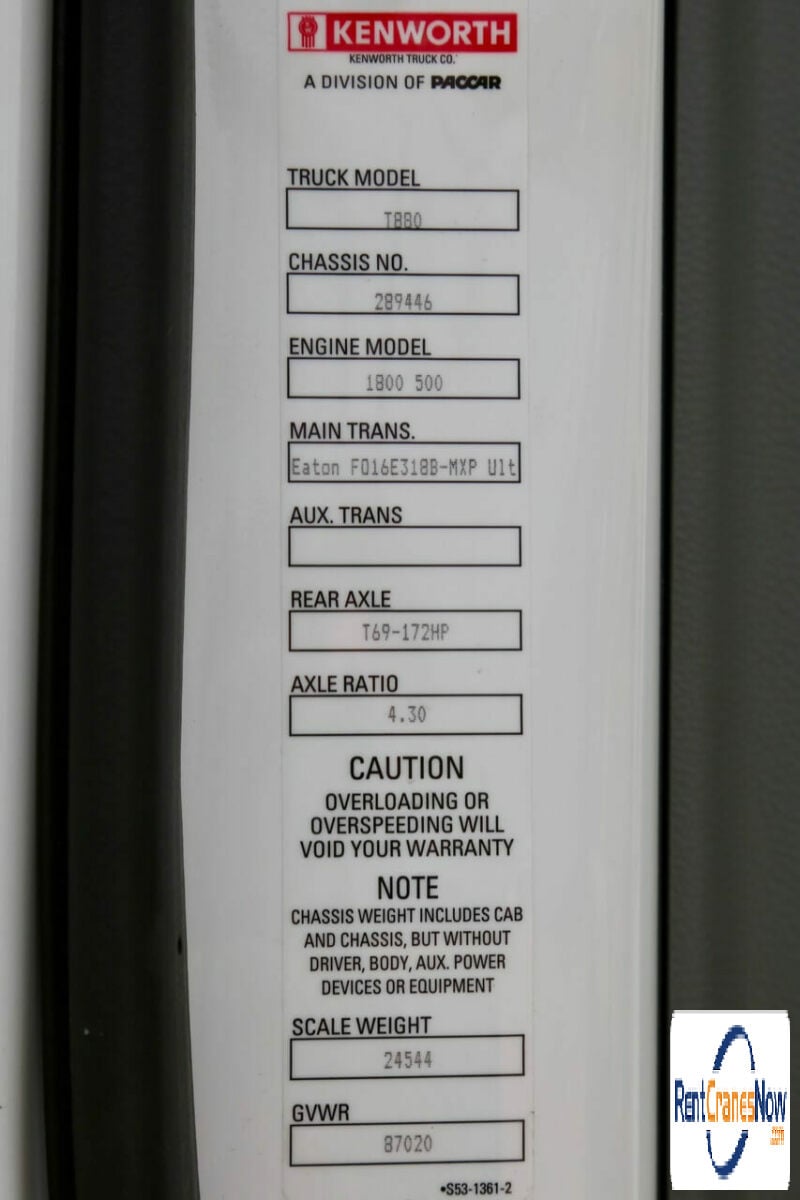 KENWORTH
KENWORTH TRUCK CO.
A DIVISION OF PACCAR
TRUCK MODEL
T880
CHASSIS NO.
289446
ENGINE MODEL
1800 500
MAIN TRANS.
Eaton FO16E318B-MXP Ult
AUX. TRANS
REAR AXLE
T69-172HP
AXLE RATIO
4.30
CAUTION
OVERLOADING OR
OVERSPEEDING WILL
VOID YOUR WARRANTY
NOTE
CHASSIS WEIGHT INCLUDES CAB
AND CHASSIS, BUT WITHOUT
DRIVER, BODY, AUX. POWER
DEVICES OR EQUIPMENT
SCALE WEIGHT
24544
GVWR
87020
•S53-1361-2
RentCranesNow
.com